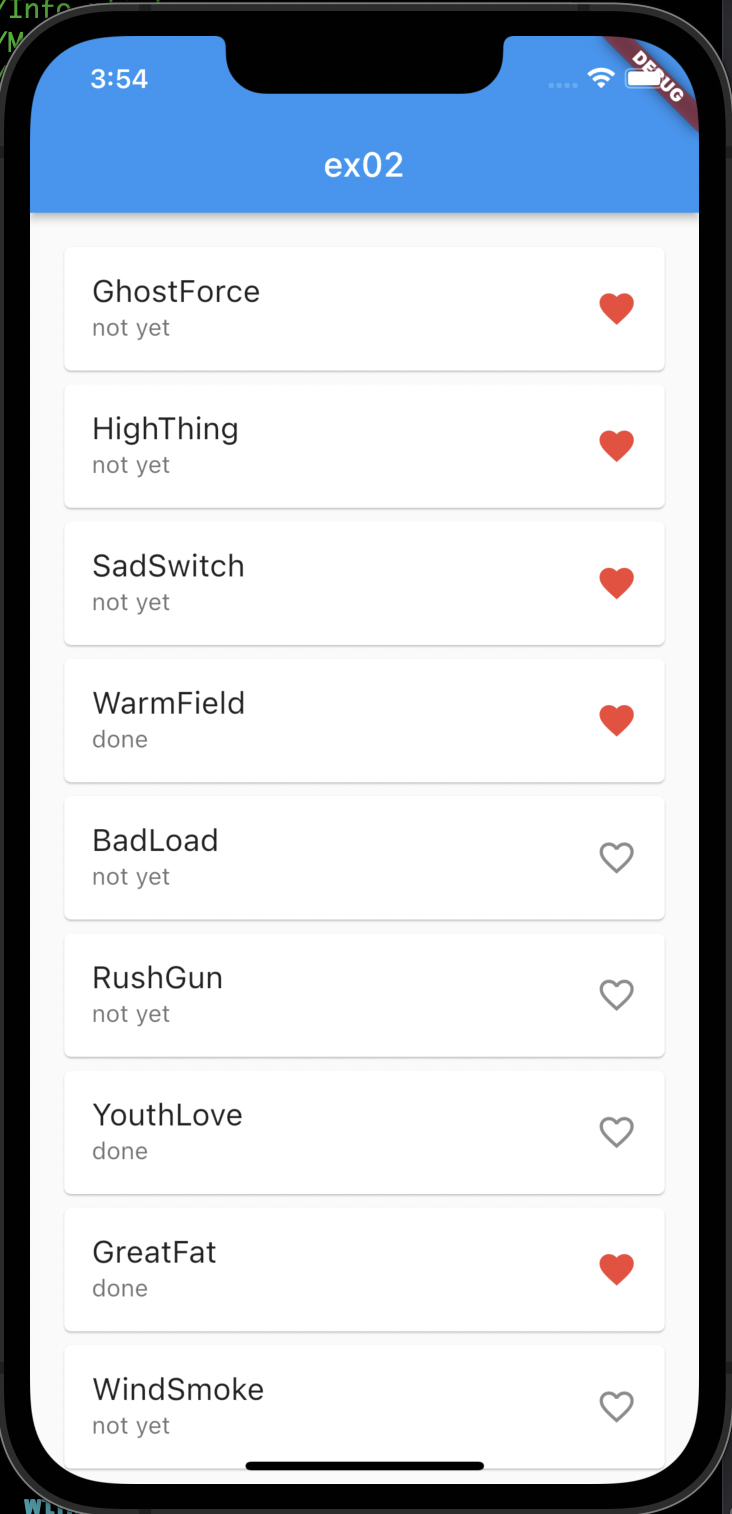 /Info
3:54
DEBUG
ex02
GhostForce
not yet
HighThing
not yet
SadSwitch
not yet
WarmField
done
BadLoad
not yet
RushGun
not yet
YouthLove
done
GreatFat
done
WindSmoke
not yet